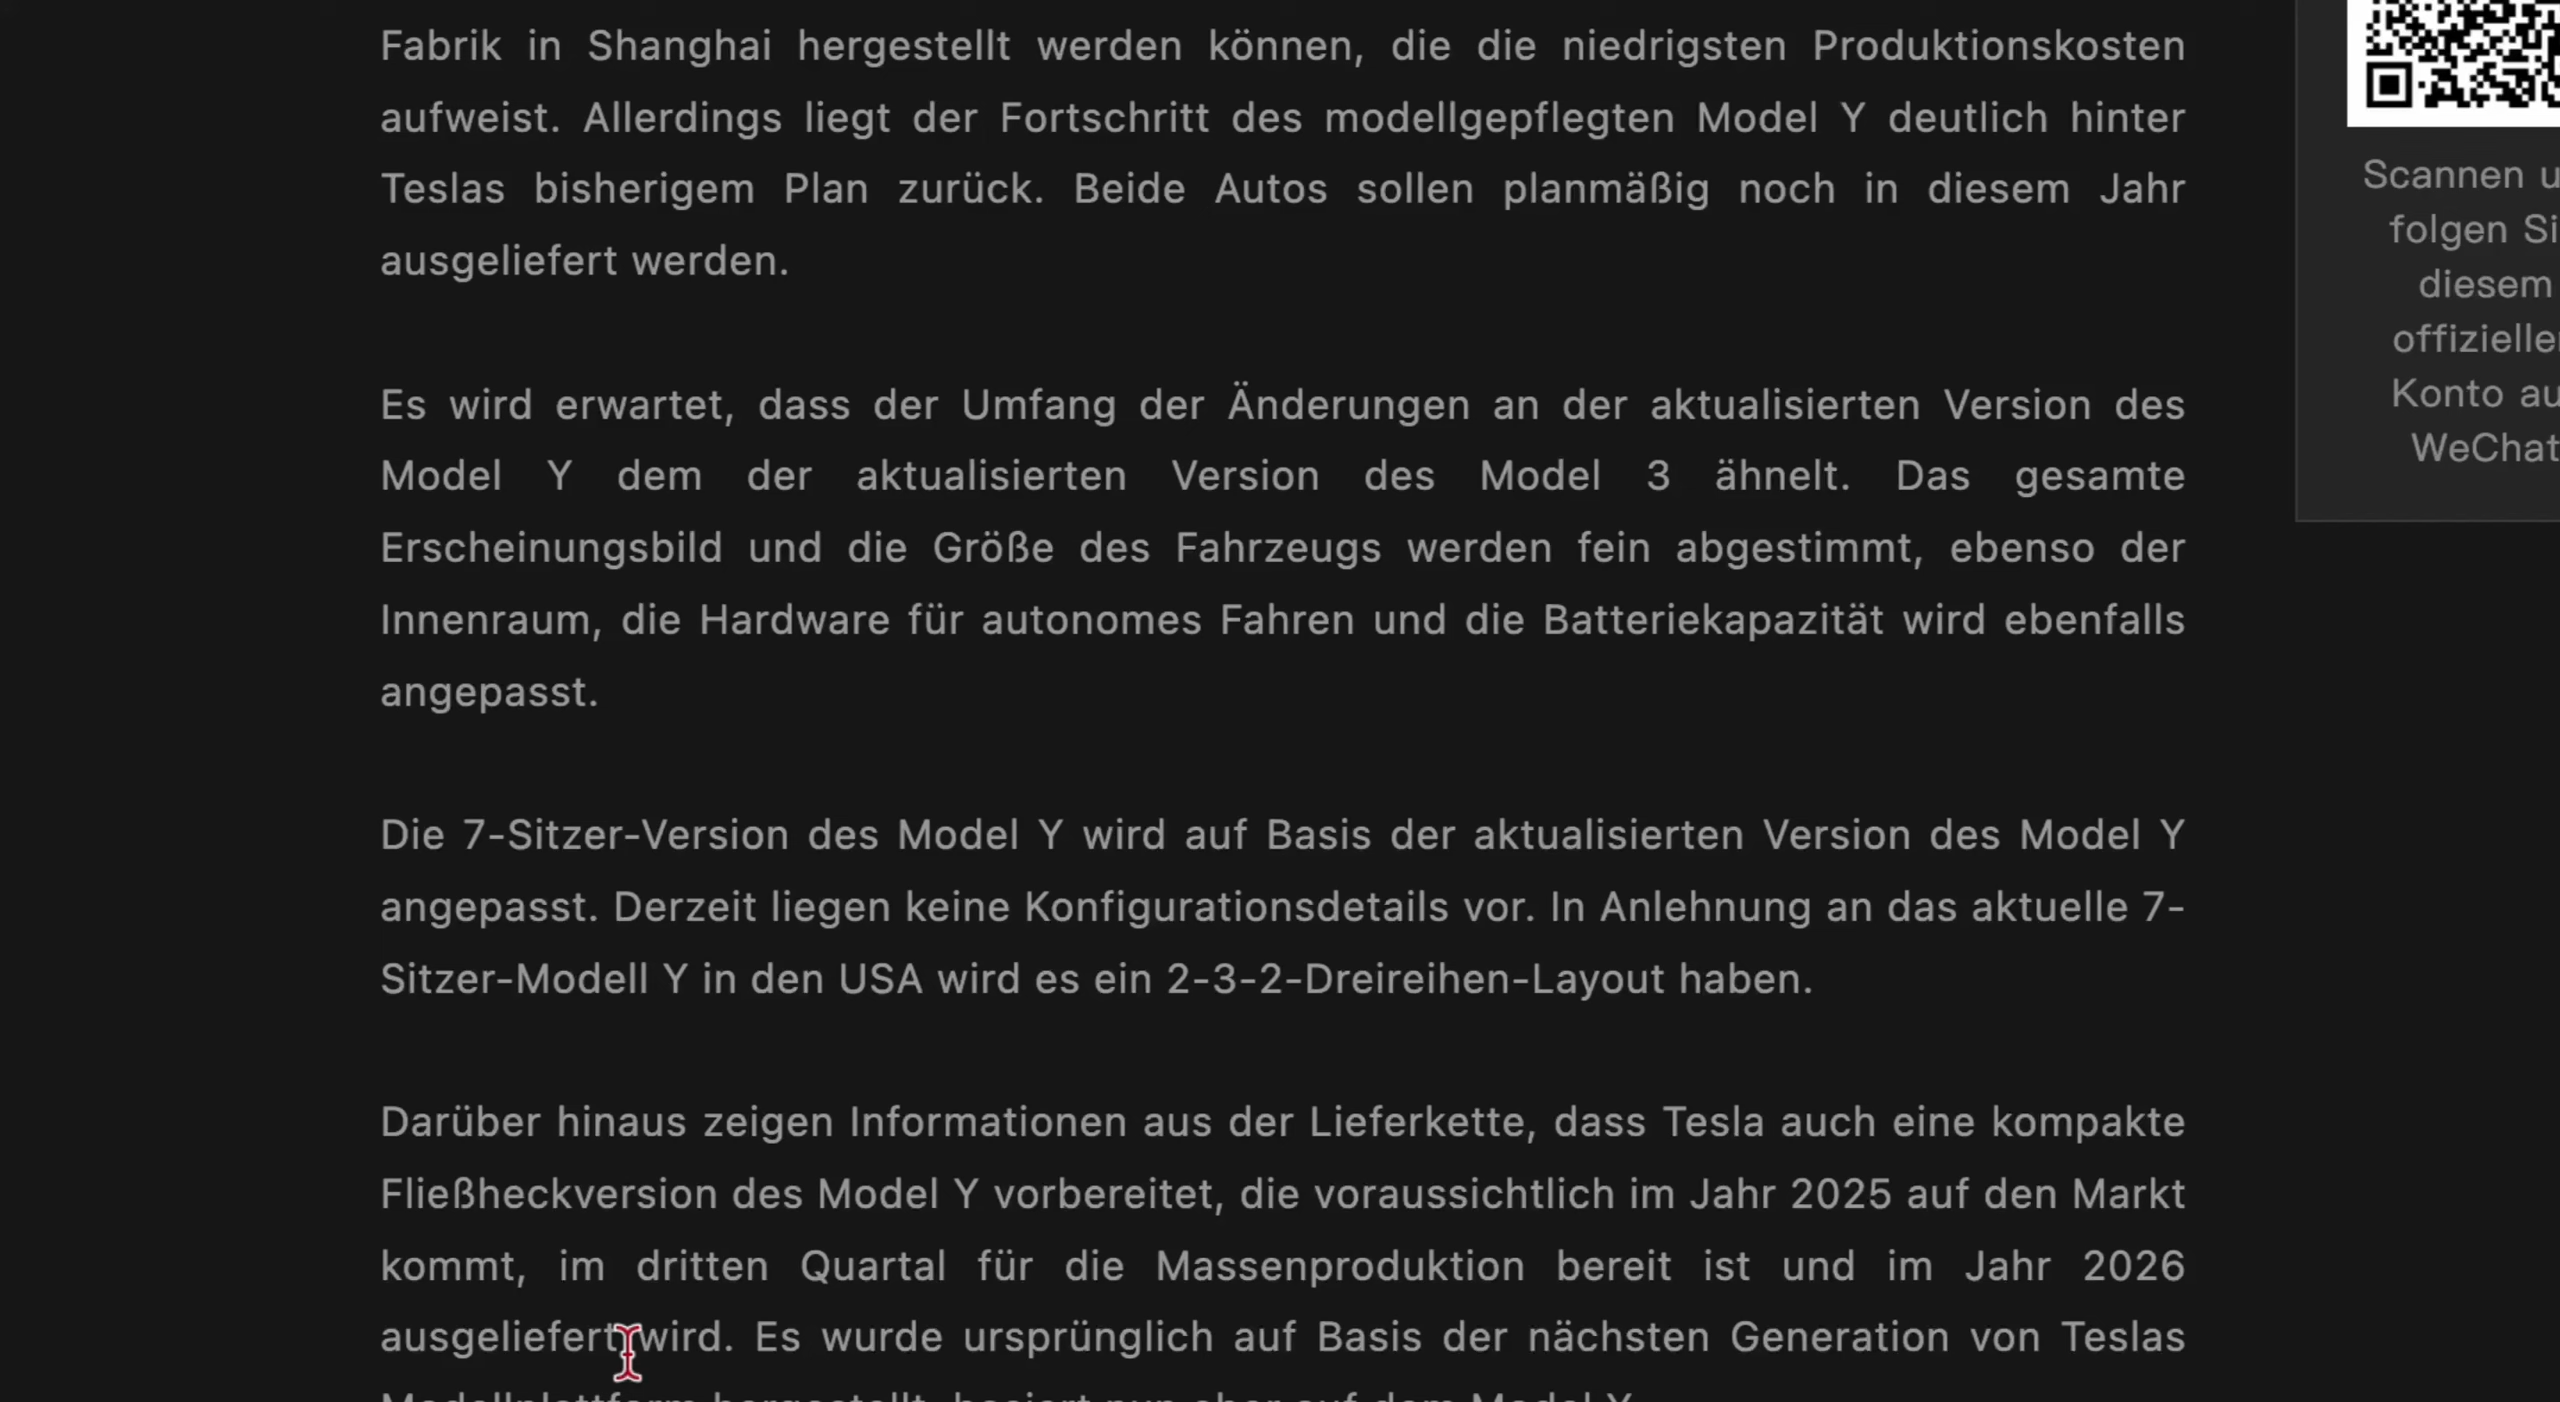 Fabrik in Shanghai hergestellt werden können, die die niedrigsten Produktionskosten
aufweist. Allerdings liegt der Fortschritt des modellgepflegten Model Y deutlich hinter
Teslas bisherigem Plan zurück. Beide Autos sollen planmäßig noch in diesem Jahr
ausgeliefert werden.
Es wird erwartet, dass der Umfang der Änderungen an der aktualisierten Version des
Model Y dem der aktualisierten Version des Model 3 ähnelt. Das gesamte
Erscheinungsbild und die Größe des Fahrzeugs werden fein abgestimmt, ebenso der
Innenraum, die Hardware für autonomes Fahren und die Batteriekapazität wird ebenfalls
angepasst.
Die 7-Sitzer-Version des Model Y wird auf Basis der aktualisierten Version des Model Y
angepasst. Derzeit liegen keine Konfigurationsdetails vor. In Anlehnung an das aktuelle 7-
Sitzer-Modell Y in den USA wird es ein 2-3-2-Dreireihen-Layout haben.
Darüber hinaus zeigen Informationen aus der Lieferkette, dass Tesla auch eine kompakte
Fließheckversion des Model Y vorbereitet, die voraussichtlich im Jahr 2025 auf den Markt
kommt, im dritten Quartal für die Massenproduktion bereit ist und im Jahr 2026
ausgeliefert wird. Es wurde ursprünglich auf Basis der nächsten Generation von Teslas
Modellplattform hergestellt, basiert nun aber auf dem Model Y
Scannen
folgen
diesem
Konto
WeChat